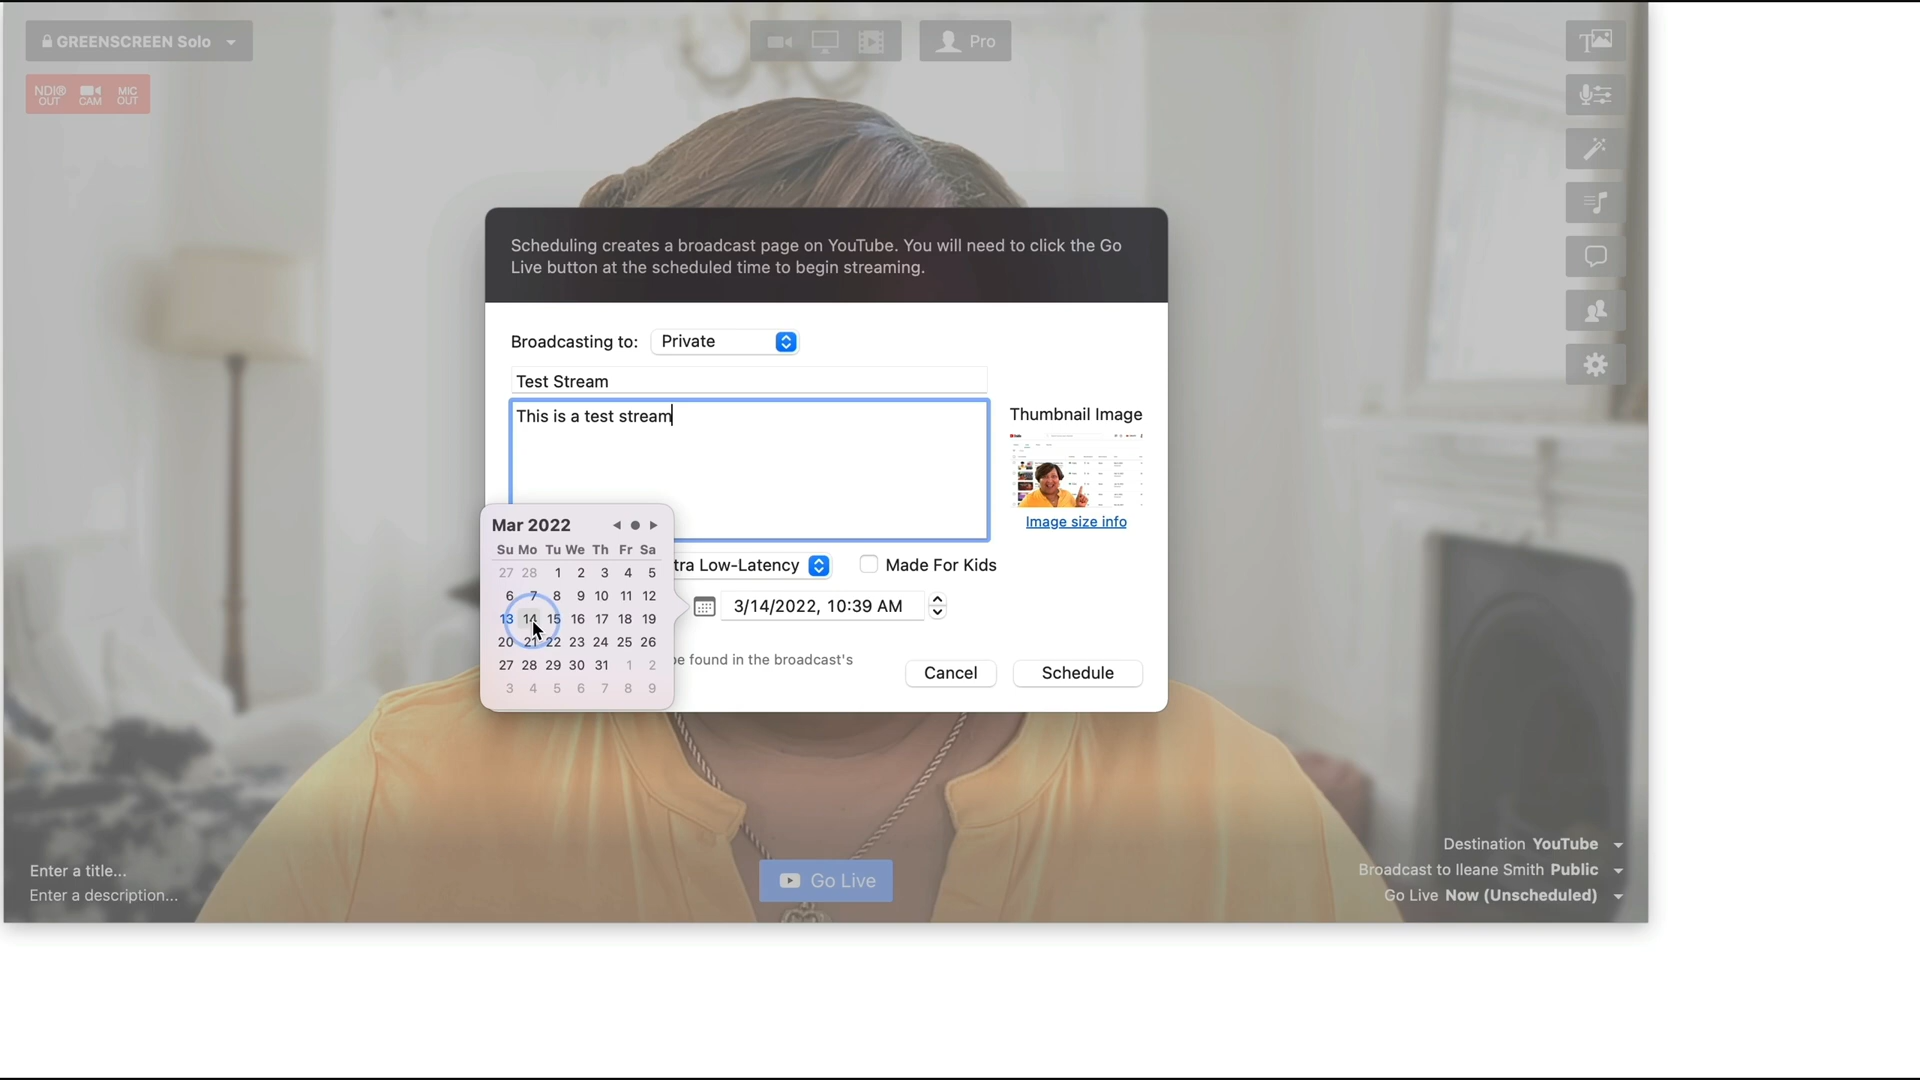 GREENSCREEN Solo
Pro
NDI® OUT CAM MIC OUT
Scheduling creates a broadcast page on YouTube. You will need to click the Go
Live button at the scheduled time to begin streaming.
Broadcasting to: Private
Test Stream
This is a test stream
Thumbnail Image
Image size info
Mar 2022
Su Mo Tu We Th Fr Sa
27 28 1 2 3 4 5
6 7 8 9 10 11 12
13 14 15 16 17 18 19
20 21 22 23 24 25 26
27 28 29 30 31 1 2
3 4 5 6 7 8 9
tra Low-Latency
Made For Kids
3/14/2022, 10:39 AM
be found in the broadcast's
Cancel
Schedule
Enter a title...
Enter a description...
Go Live
Destination YouTube
Broadcast to Ileane Smith Public
Go Live Now (Unscheduled)